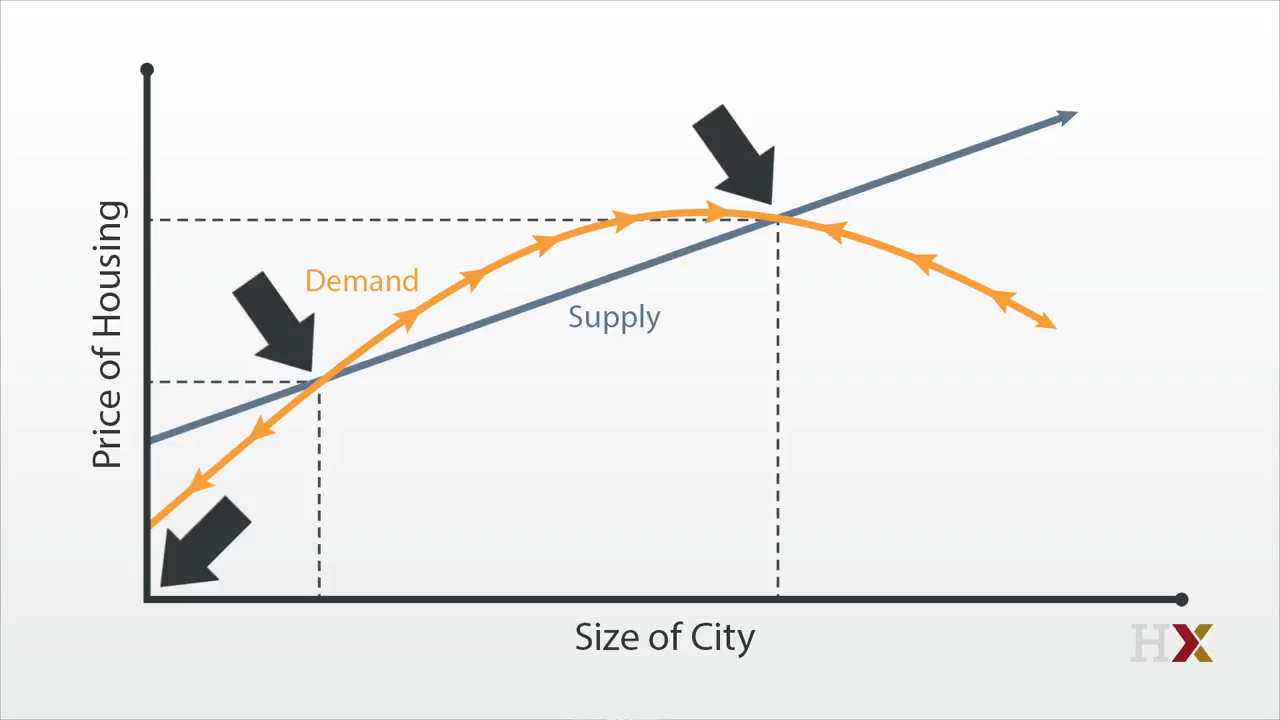 Price of Housing
Demand
Supply
Size of City
HX